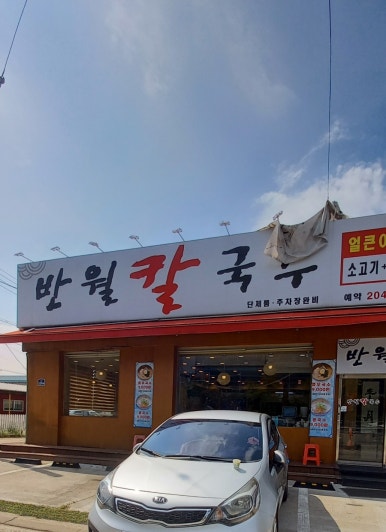 반월 칼국수
단체룸·주차장완비
얼큰이
소고기+
예약 204
반월
KIA